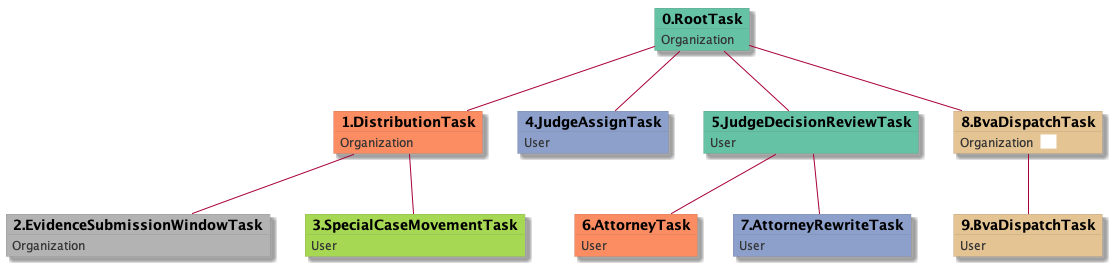 0.RootTask
Organization
1.DistributionTask
Organization
4.JudgeAssignTask
User
5.JudgeDecisionReviewTask
User
8.BvaDispatchTask
Organization
2.EvidenceSubmissionWindowTask
Organization
3.SpecialCaseMovementTask
User
6.AttorneyTask
User
7.AttorneyRewriteTask
User
9.BvaDispatchTask
User